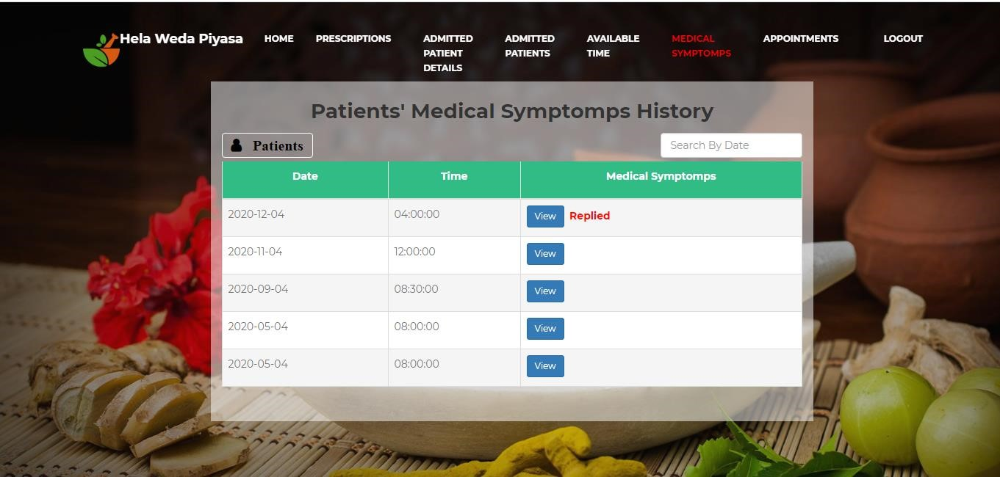 Hela Weda Piyasa
HOME
PRESCRIPTIONS
ADMITTED
PATIENT
DETAILS
ADMITTED
PATIENTS
AVAILABLE
TIME
MEDICAL
SYMPTOMPS
APPOINTMENTS
LOGOUT
Patients' Medical Symptomps History
Patients
Search By Date
Date Time Medical Symptomps
2020-12-04 04:00:00 View Replied
2020-11-04 12:00:00 View
2020-09-04 08:30:00 View
2020-05-04 08:00:00 View
2020-05-04 08:00:00 View